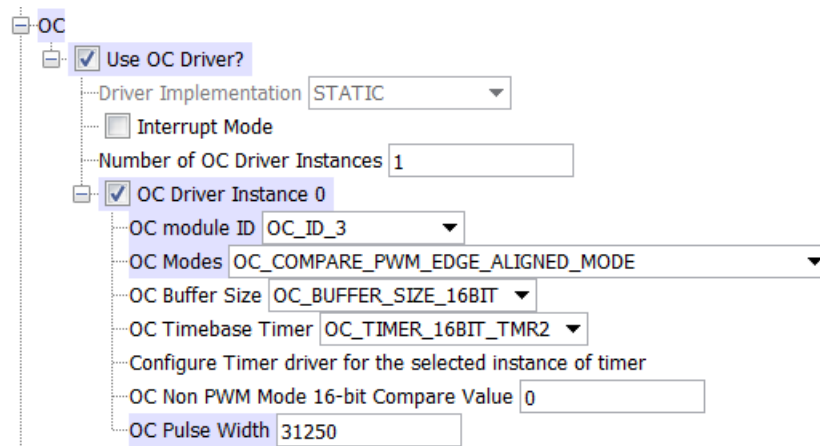 OC
Use OC Driver?
Driver Implementation STATIC
Interrupt Mode
Number of OC Driver Instances 1
OC Driver Instance 0
OC module ID OC_ID_3
OC Modes OC_COMPARE_PWM_EDGE_ALIGNED_MODE
OC Buffer Size OC_BUFFER_SIZE_16BIT
OC Timebase Timer OC_TIMER_16BIT_TMR2
Configure Timer driver for the selected instance of timer
OC Non PWM Mode 16-bit Compare Value 0
OC Pulse Width 31250